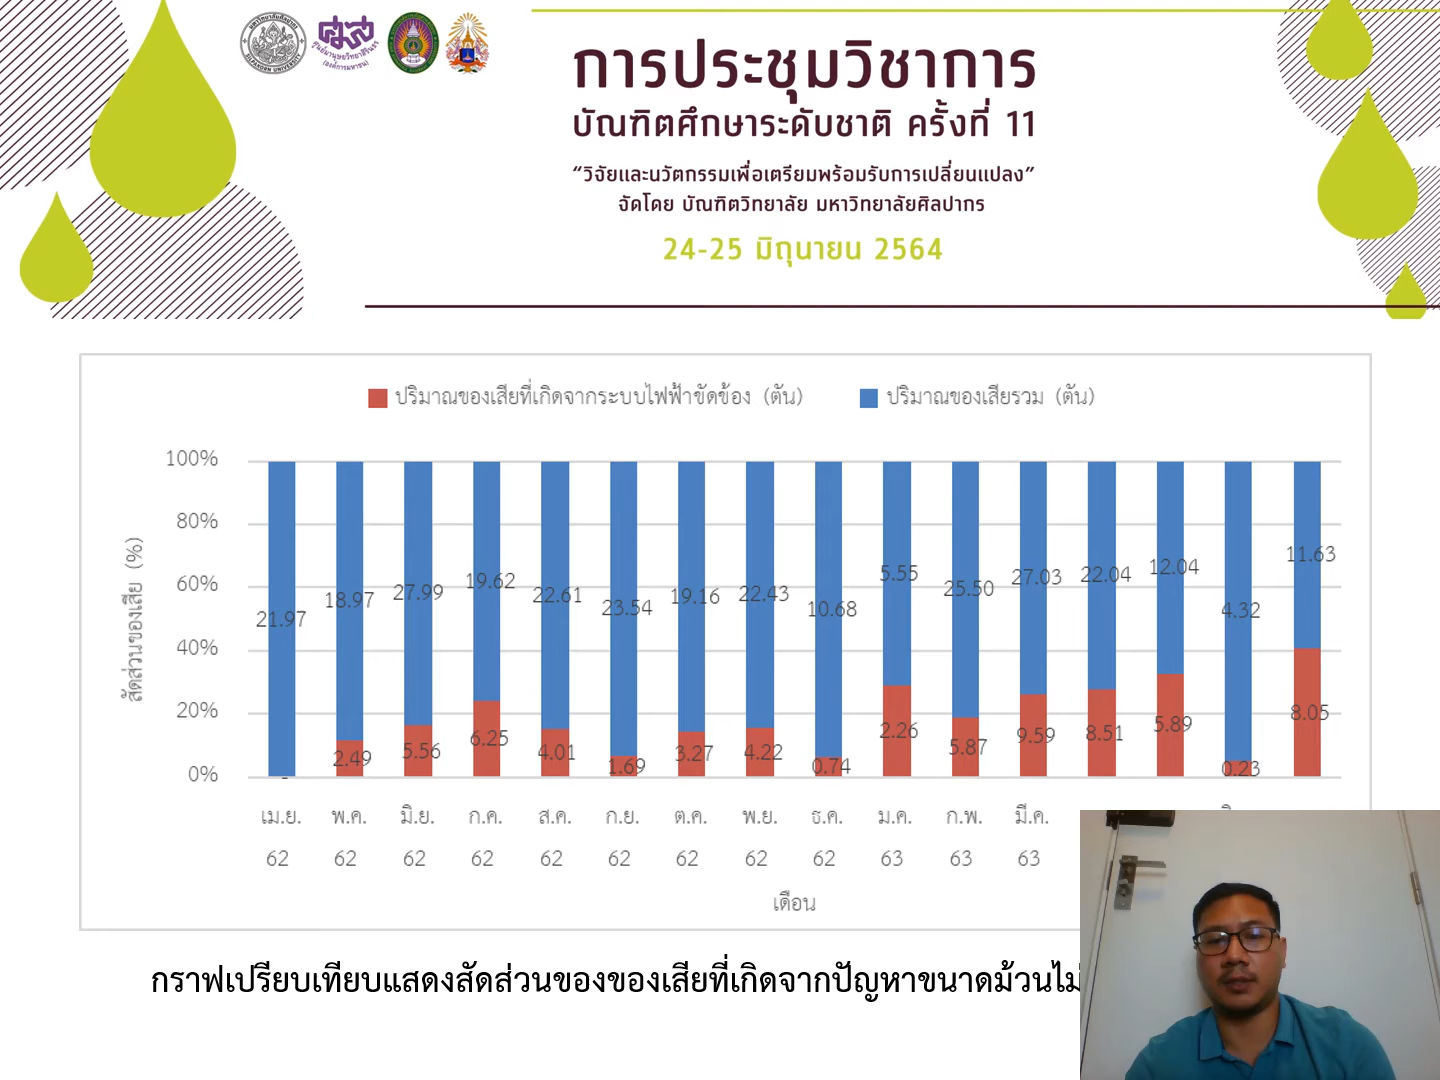 การประชุมวิชาการ
บัณฑิตศึกษาระดับชาติ ครั้งที่ 11
“วิจัยและนวัตกรรมเพื่อเตรียมพร้อมรับการเปลี่ยนแปลง”
จัดโดย บัณฑิตวิทยาลัย มหาวิทยาลัยศิลปากร
24-25 มิถุนายน 2564
ปริมาณของเสียที่เกิดจากระบบไฟฟ้าขัดข้อง (ตัน) ปริมาณของเสียรวม (ตัน)
สัดส่วนของเสีย (%)
100%
80%
60%
40%
20%
0%
21.97 18.97 27.99 19.62 22.61 23.54 19.16 22.43 10.68 5.55 25.50 27.03 22.04 12.04 4.32 11.63
- 2.49 5.56 6.25 4.01 1.69 3.27 4.22 0.74 2.26 5.87 9.59 8.51 5.89 0.23 8.05
เม.ย. พ.ค. มิ.ย. ก.ค. ส.ค. ก.ย. ต.ค. พ.ย. ธ.ค. ม.ค. ก.พ. มี.ค.
62 62 62 62 62 62 62 62 62 63 63 63
เดือน
กราฟเปรียบเทียบแสดงสัดส่วนของของเสียที่เกิดจากปัญหาขนาดม้วนไม่